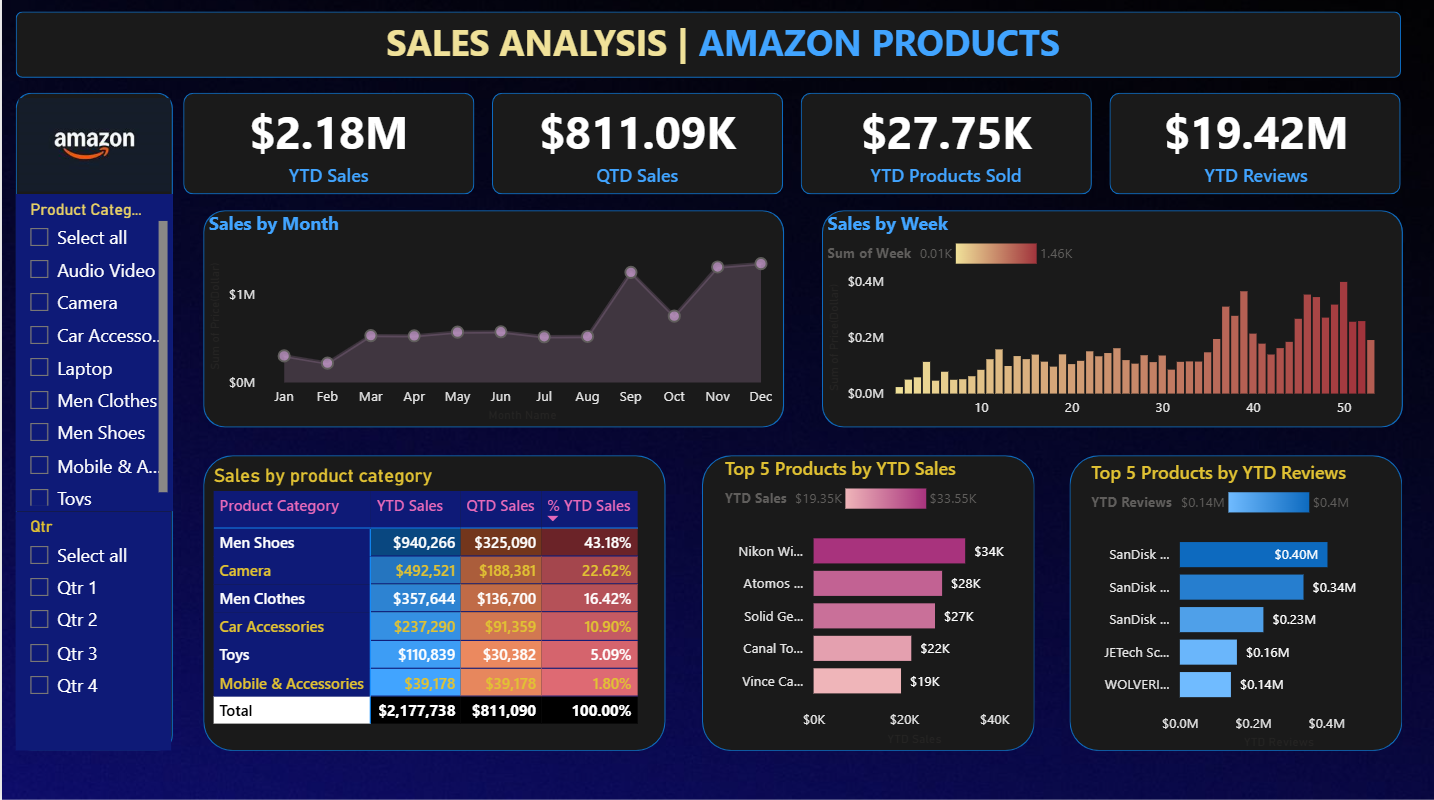 SALES ANALYSIS | AMAZON PRODUCTS
amazon
$2.18M
YTD Sales
$811.09K
QTD Sales
$27.75K
YTD Products Sold
$19.42M
YTD Reviews
Product Categ...
Select all
Audio Video
Camera
Car Accesso..
Laptop
Men Clothes
Men Shoes
Mobile & A...
Toys
Qtr
Select all
Qtr 1
Qtr 2
Qtr 3
Qtr 4
Sales by Month
$1M
$0M
Jan Feb Mar Apr May Jun Jul Aug Sep Oct Nov Dec
Month Name
Sales by Week
Sum of Week 0.01K 1.46K
$0.4M
$0.2M
$0.0M
10 20 30 40 50
Sales by product category
Product Category YTD Sales QTD Sales % YTD Sales
Men Shoes $940,266 $325,090 43.18%
Camera $492,521 $188,381 22.62%
Men Clothes $357,644 $136,700 16.42%
Car Accessories $237,290 $91,359 10.90%
Toys $110,839 $30,382 5.09%
Mobile & Accessories $39,178 $39,178 1.80%
Total $2,177,738 $811,090 100.00%
Top 5 Products by YTD Sales
YTD Sales $19.35K $33.55K
Nikon Wi... $34K
Atomos ... $28K
Solid Ge... $27K
Canal To... $22K
Vince Ca... $19K
$0K $20K $40K
YTD Sales
Top 5 Products by YTD Reviews
YTD Reviews $0.14M $0.4M
SanDisk ... $0.40M
SanDisk ... $0.34M
SanDisk ... $0.23M
JETech Sc... $0.16M
WOLVERI... $0.14M
$0.0M $0.2M $0.4M
YTD Reviews